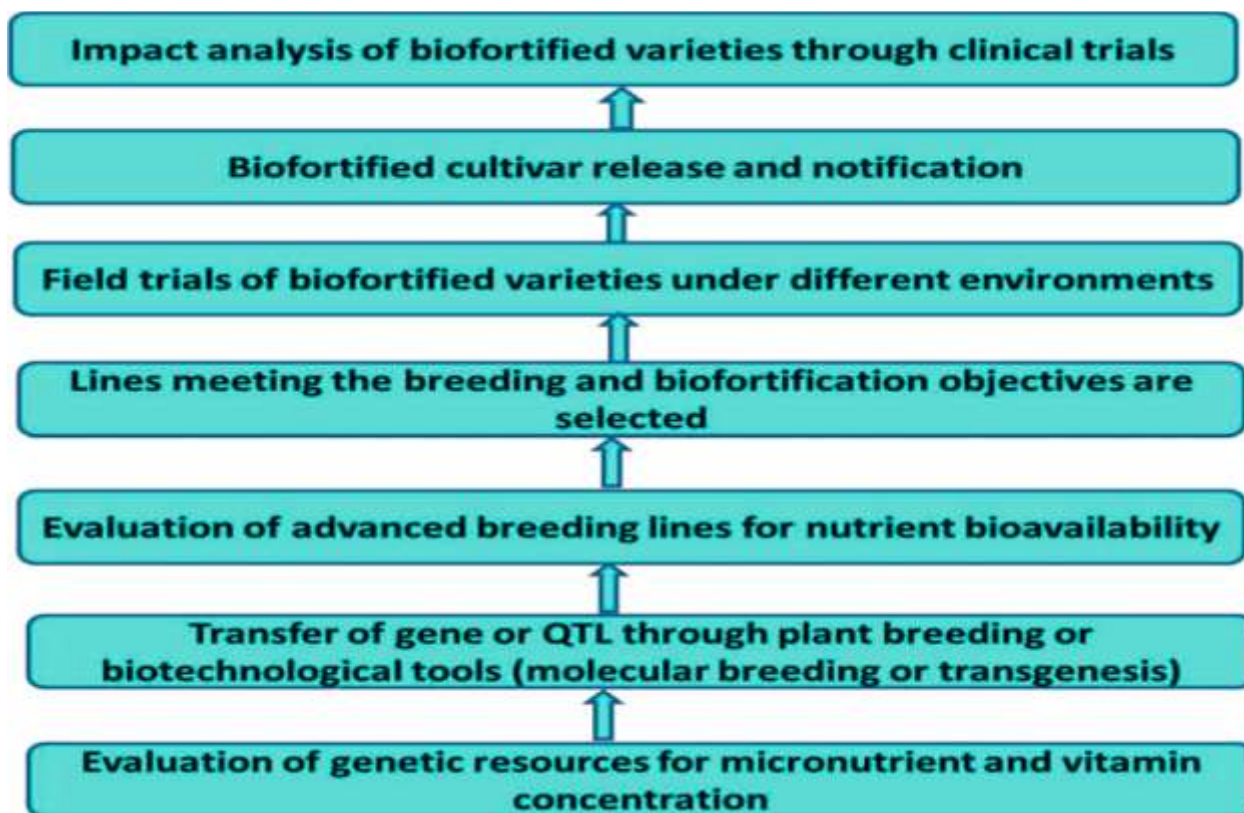 Impact analysis of biofortified varieties through clinical trials
Biofortified cultivar release and notification
Field trials of biofortified varieties under different environments
Lines meeting the breeding and biofortification objectives are
selected
Evaluation of advanced breeding lines for nutrient bioavailability
Transfer of gene or QTL through plant breeding or
biotechnological tools (molecular breeding or transgenesis)
Evaluation of genetic resources for micronutrient and vitamin
concentration